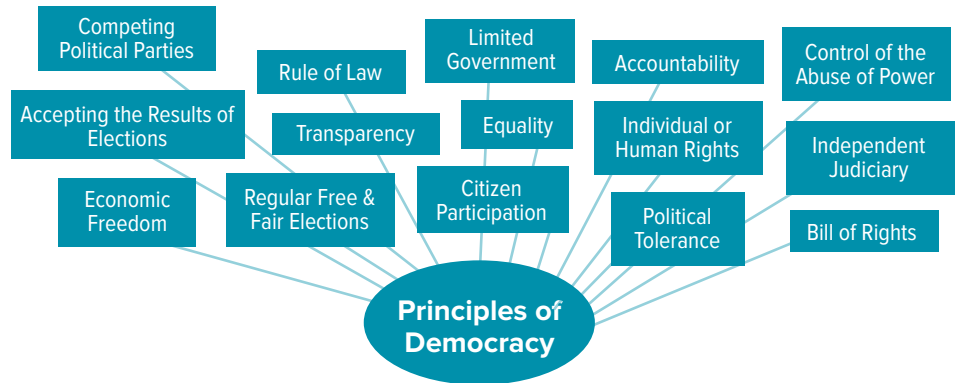 Competing
Political Parties
Rule of Law
Limited
Government
Accountability
Control of the
Abuse of Power
Accepting the Results of
Elections
Transparency
Equality
Individual or
Human Rights
Independent
Judiciary
Economic
Freedom
Regular Free &
Fair Elections
Citizen
Participation
Political
Tolerance
Bill of Rights
Principles of
Democracy